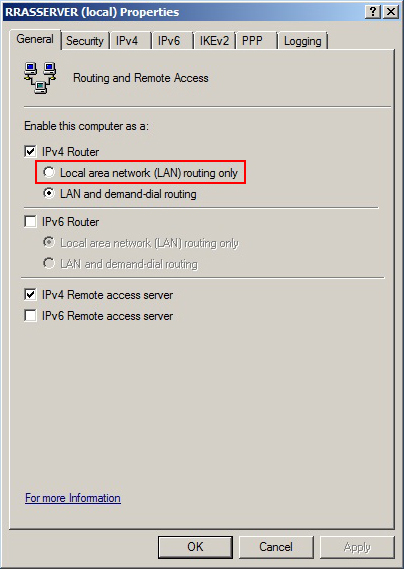 RRASSERVER (local) Properties
General Security IPv4 IPv6 IKEv2 PPP Logging
Routing and Remote Access
Enable this computer as a:
IPv4 Router
Local area network (LAN) routing only
LAN and demand-dial routing
IPv6 Router
Local area network (LAN) routing only
LAN and demand-dial routing
IPv4 Remote access server
IPv6 Remote access server
For more Information
OK Cancel Apply